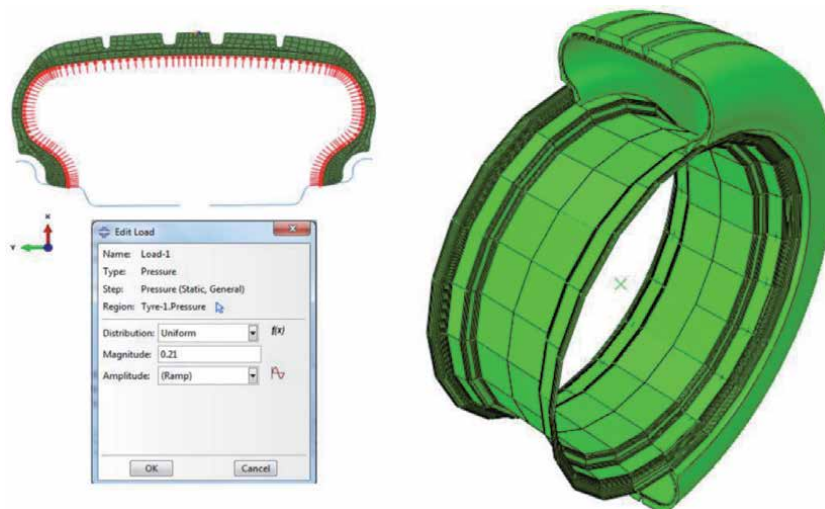 X
Y
Edit Load
Name: Load-1
Type: Pressure
Step: Pressure (Static, General)
Region: Tyre-1.Pressure
Distribution: Uniform f(x)
Magnitude: 0.21
Amplitude: (Ramp)
OK Cancel